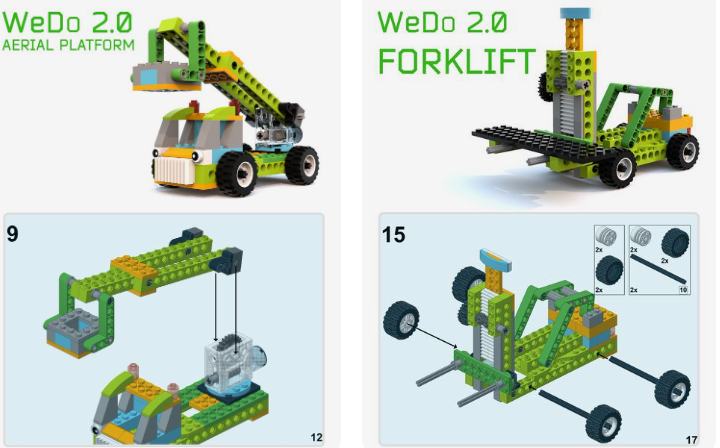 WeDo 2.0
AERIAL PLATFORM
9
12
WeDo 2.0
FORKLIFT
15
2x
2x
2x
2x
2x
10
17